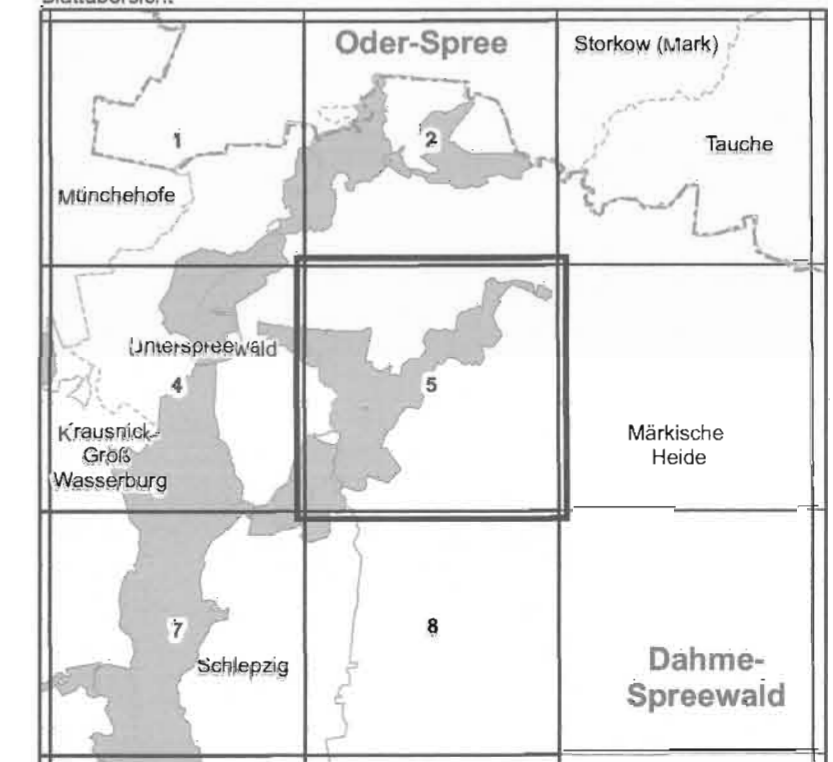 Blattübersicht
Oder-Spree
Storkow (Mark)
1
2
Tauche
Münchehofe
Unterspreewald
4
5
Krausnick-
Groß
Wasserburg
Märkische
Heide
7
8
Schlepzig
Dahme-
Spreewald